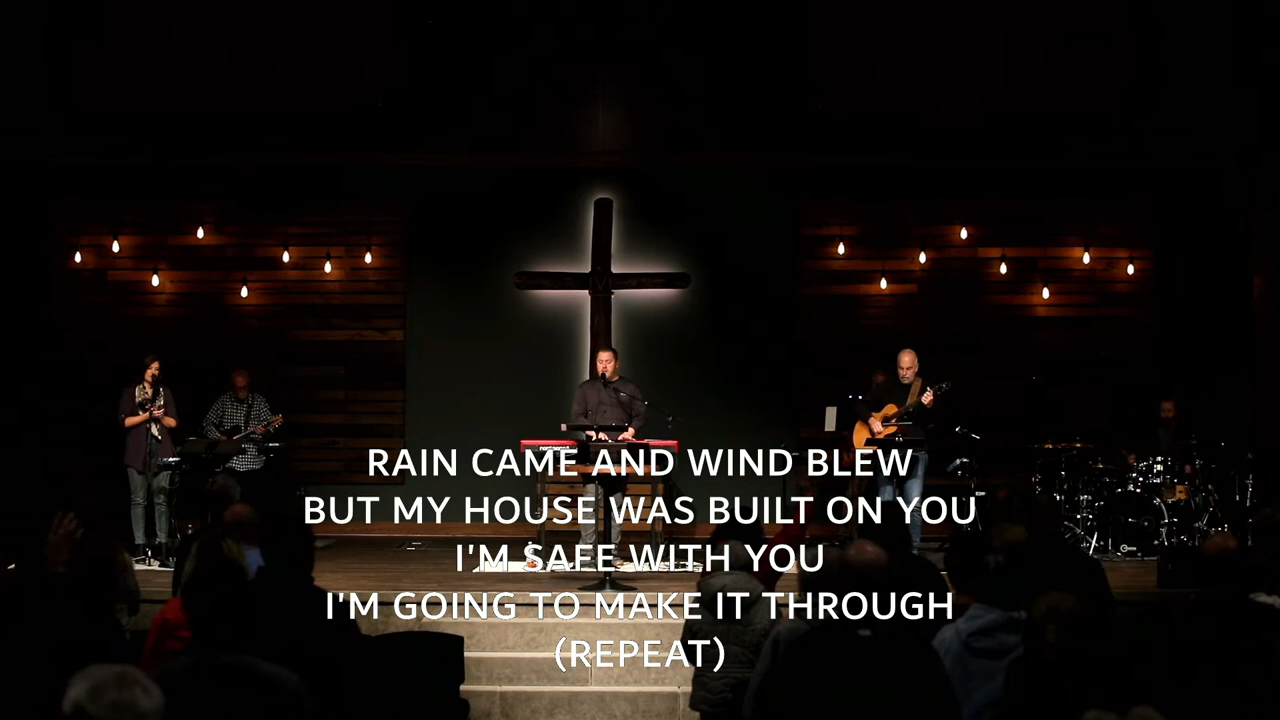 RAIN CAME AND WIND BLEW
BUT MY HOUSE WAS BUILT ON YOU
I'M SAFE WITH YOU
I'M GOING TO MAKE IT THROUGH
(REPEAT)